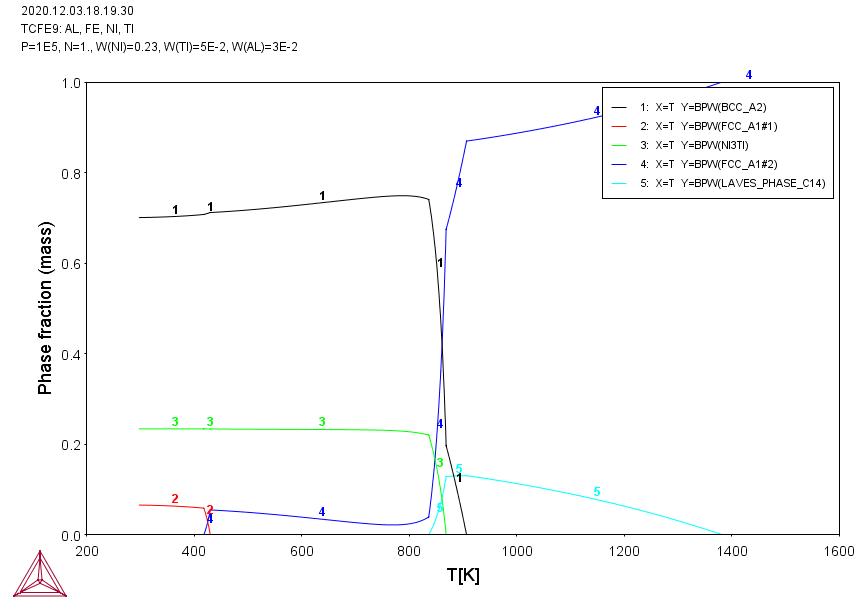 2020.12.03.18.19.30
TCFE9: AL, FE, NI, TI
P=1E5, N=1., W(NI)=0.23, W(TI)=5E-2, W(AL)=3E-2
4
1.0
1: X=T Y=BPW(BCC_A2)
2: X=T Y=BPW(FCC_A1#1)
3: X=T Y=BPW(NI3TI)
4: X=T Y=BPW(FCC_A1#2)
5: X=T Y=BPW(LAVES_PHASE_C14)
4
0.8
4
1 1 1
0.6
1
Phase fraction (mass)
0.4
3 3 3
4
0.2
3
5
1
5
2
2
4
4
5
0.0
200 400 600 800 1000 1200 1400 1600
T[K]